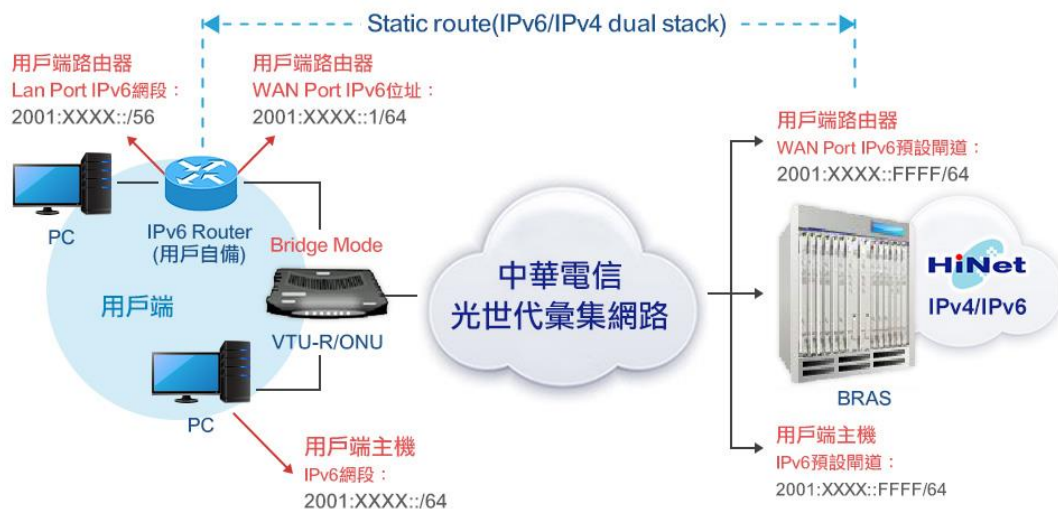 Static route(IPv6/IPv4 dual stack)
用戶端路由器
Lan Port IPv6網段：
2001:XXXX::/56
用戶端路由器
WAN Port IPv6位址：
2001:XXXX::1/64
PC
IPv6 Router
(用戶自備)
Bridge Mode
用戶端
VTU-R/ONU
PC
用戶端主機
IPv6網段：
2001:XXXX::/64
中華電信
光世代彙集網路
用戶端路由器
WAN Port IPv6預設閘道：
2001:XXXX::FFFF/64
HiNet
IPv4/IPv6
BRAS
用戶端主機
IPv6預設閘道：
2001:XXXX::FFFF/64